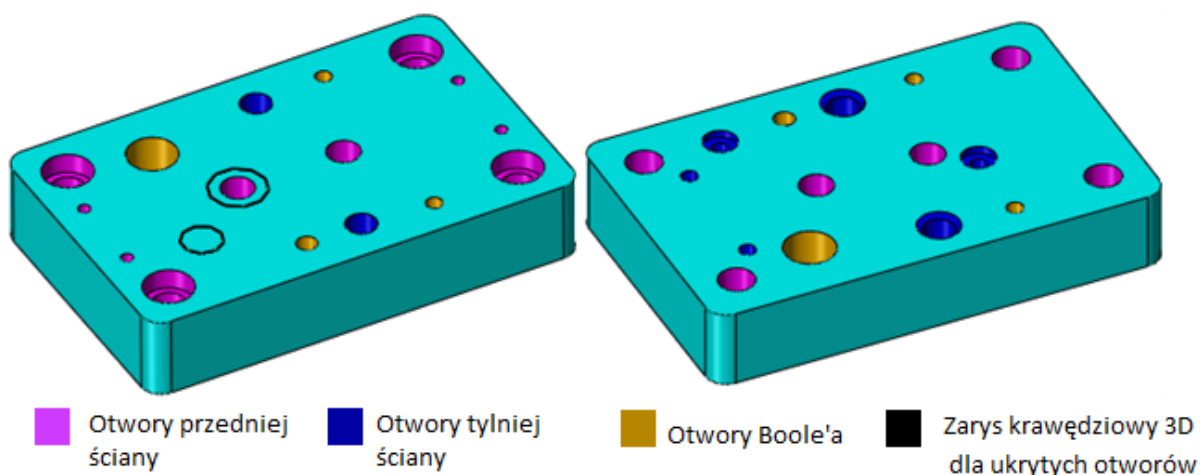 Otwory przedniej
ściany
Otwory tylniej
ściany
Otwory Boole'a
Zarys krawędziowy 3D
dla ukrytych otworów